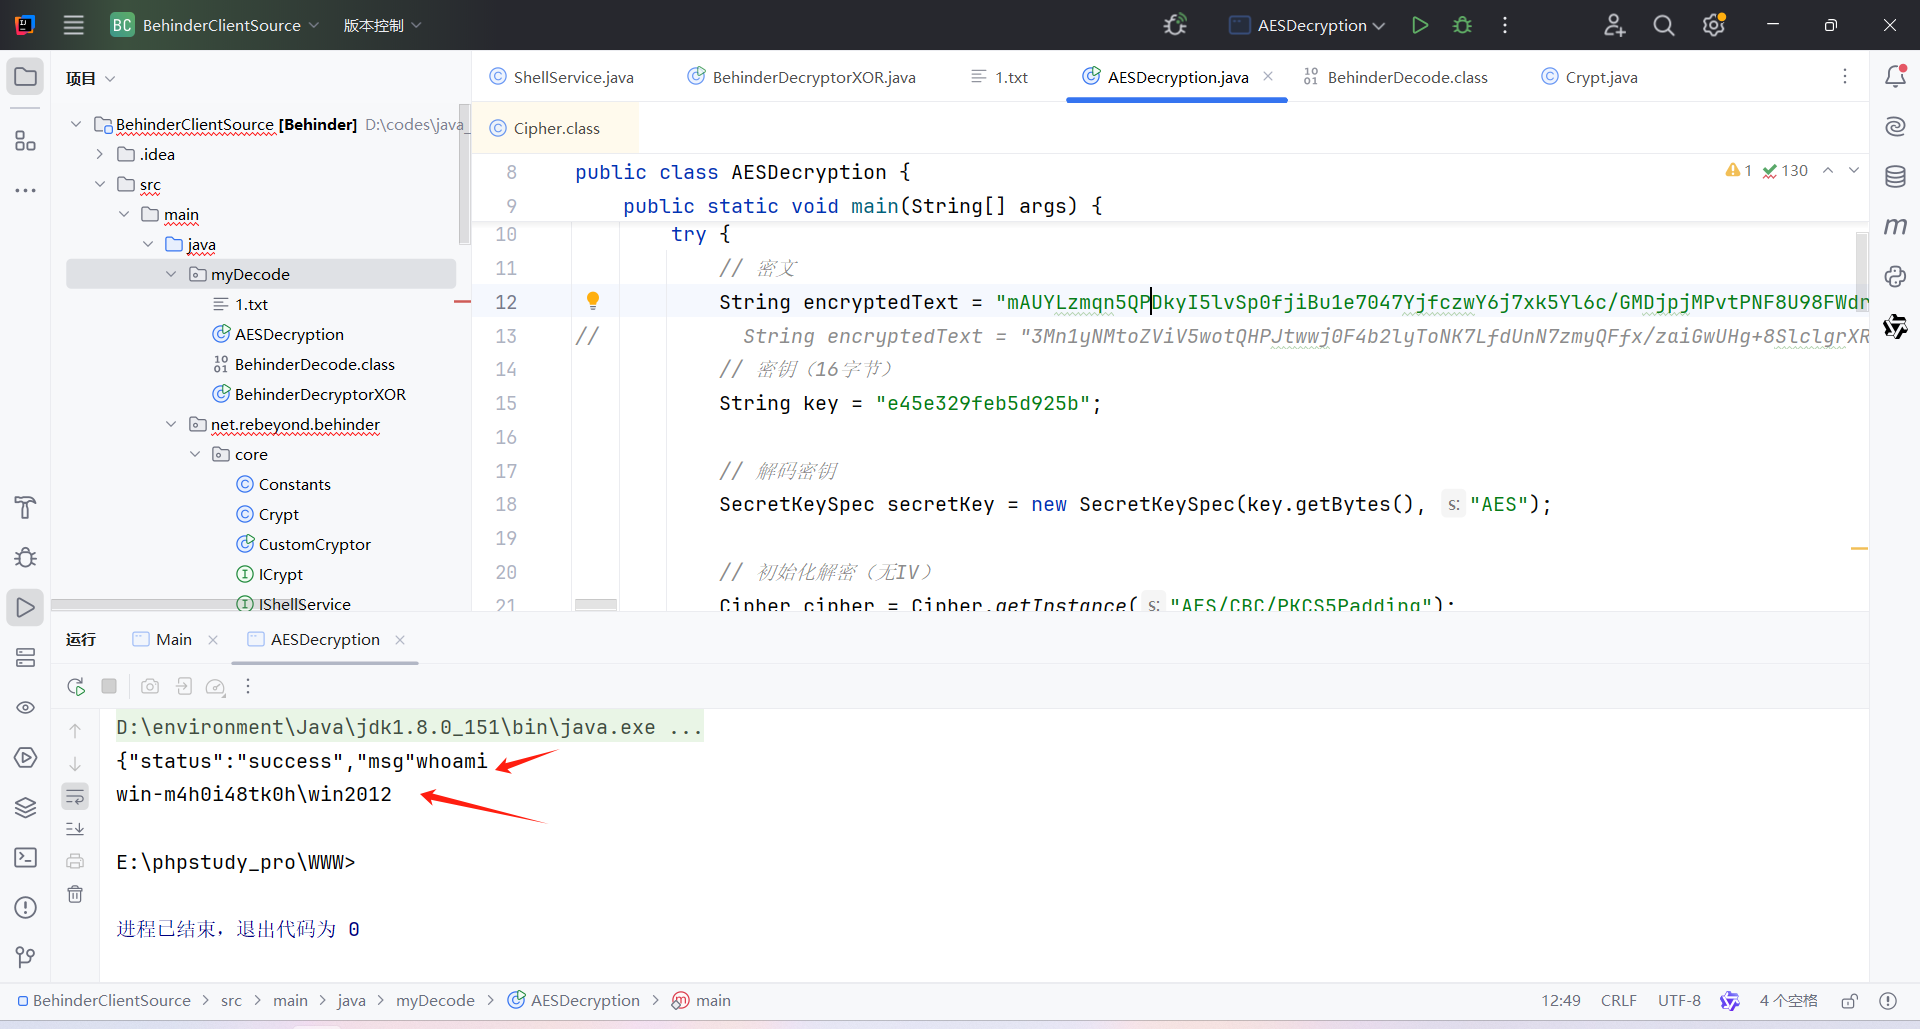 BC BehinderClientSource 版本控制 AESDecryption
项目
ShellService.java BehinderDecryptorXOR.java 1.txt AESDecryption.java BehinderDecode.class Crypt.java
Cipher.class
BehinderClientSource [Behinder] D:\codes\java_
.idea
src
main
java
myDecode
1.txt
AESDecryption
BehinderDecode.class
BehinderDecryptorXOR
net.rebeyond.behinder
core
Constants
Crypt
CustomCryptor
ICrypt
IShellService
1 130
8 public class AESDecryption {
9 public static void main(String[] args) {
10 try {
11 // 密文
12 String encryptedText = "mAUYLzmqn5QPDkyI5lvSp0fjiBu1e7047YjfczwY6j7xk5Yl6c/GMDjpjMPvtPNF8U98FWdr
13 // String encryptedText = "3Mn1yNMtoZViV5wotQHPJtwwj0F4b2lyToNK7LfdUnN7zmyQFfx/zaiGwUHg+8SlclgrXR
14 // 密钥（16字节）
15 String key = "e45e329feb5d925b";
16
17 // 解码密钥
18 SecretKeySpec secretKey = new SecretKeySpec(key.getBytes(), s: "AES");
19
20 // 初始化解密（无IV）
21 Cipher cipher = Cipher.getInstance( s: "AES/CBC/PKCS5Padding");
运行 Main AESDecryption
D:\environment\Java\jdk1.8.0_151\bin\java.exe ...
{"status":"success","msg"whoami
win-m4h0i48tk0h\win2012
E:\phpstudy_pro\WWW>
进程已结束，退出代码为 0
BehinderClientSource > src > main > java > myDecode > AESDecryption > main 12:49 CRLF UTF-8 4 个空格